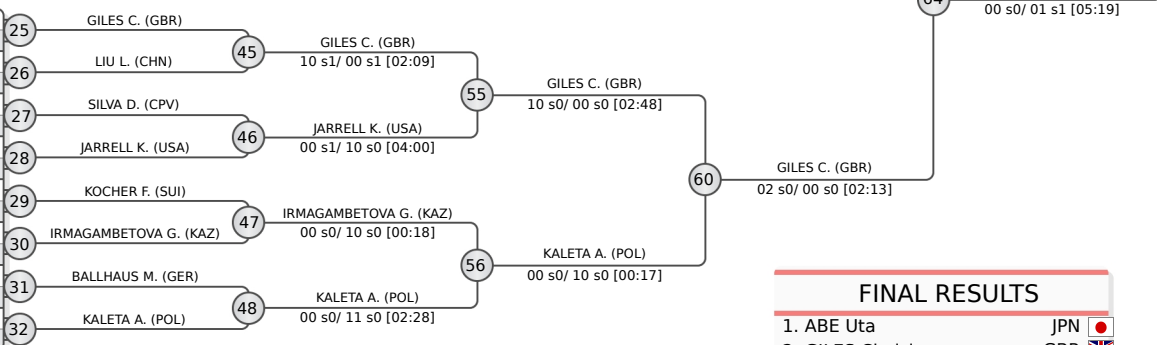 25
GILES C. (GBR)
26
LIU L. (CHN)
27
SILVA D. (CPV)
28
JARRELL K. (USA)
29
KOCHER F. (SUI)
30
IRMAGAMBETOVA G. (KAZ)
31
BALLHAUS M. (GER)
32
KALETA A. (POL)
45
GILES C. (GBR)
10 s1/ 00 s1 [02:09]
46
JARRELL K. (USA)
00 s1/ 10 s0 [04:00]
47
IRMAGAMBETOVA G. (KAZ)
00 s0/ 10 s0 [00:18]
48
KALETA A. (POL)
00 s0/ 11 s0 [02:28]
55
GILES C. (GBR)
10 s0/ 00 s0 [02:48]
56
KALETA A. (POL)
00 s0/ 10 s0 [00:17]
60
GILES C. (GBR)
02 s0/ 00 s0 [02:13]
00 s0/ 01 s1 [05:19]
FINAL RESULTS
1. ABE Uta JPN